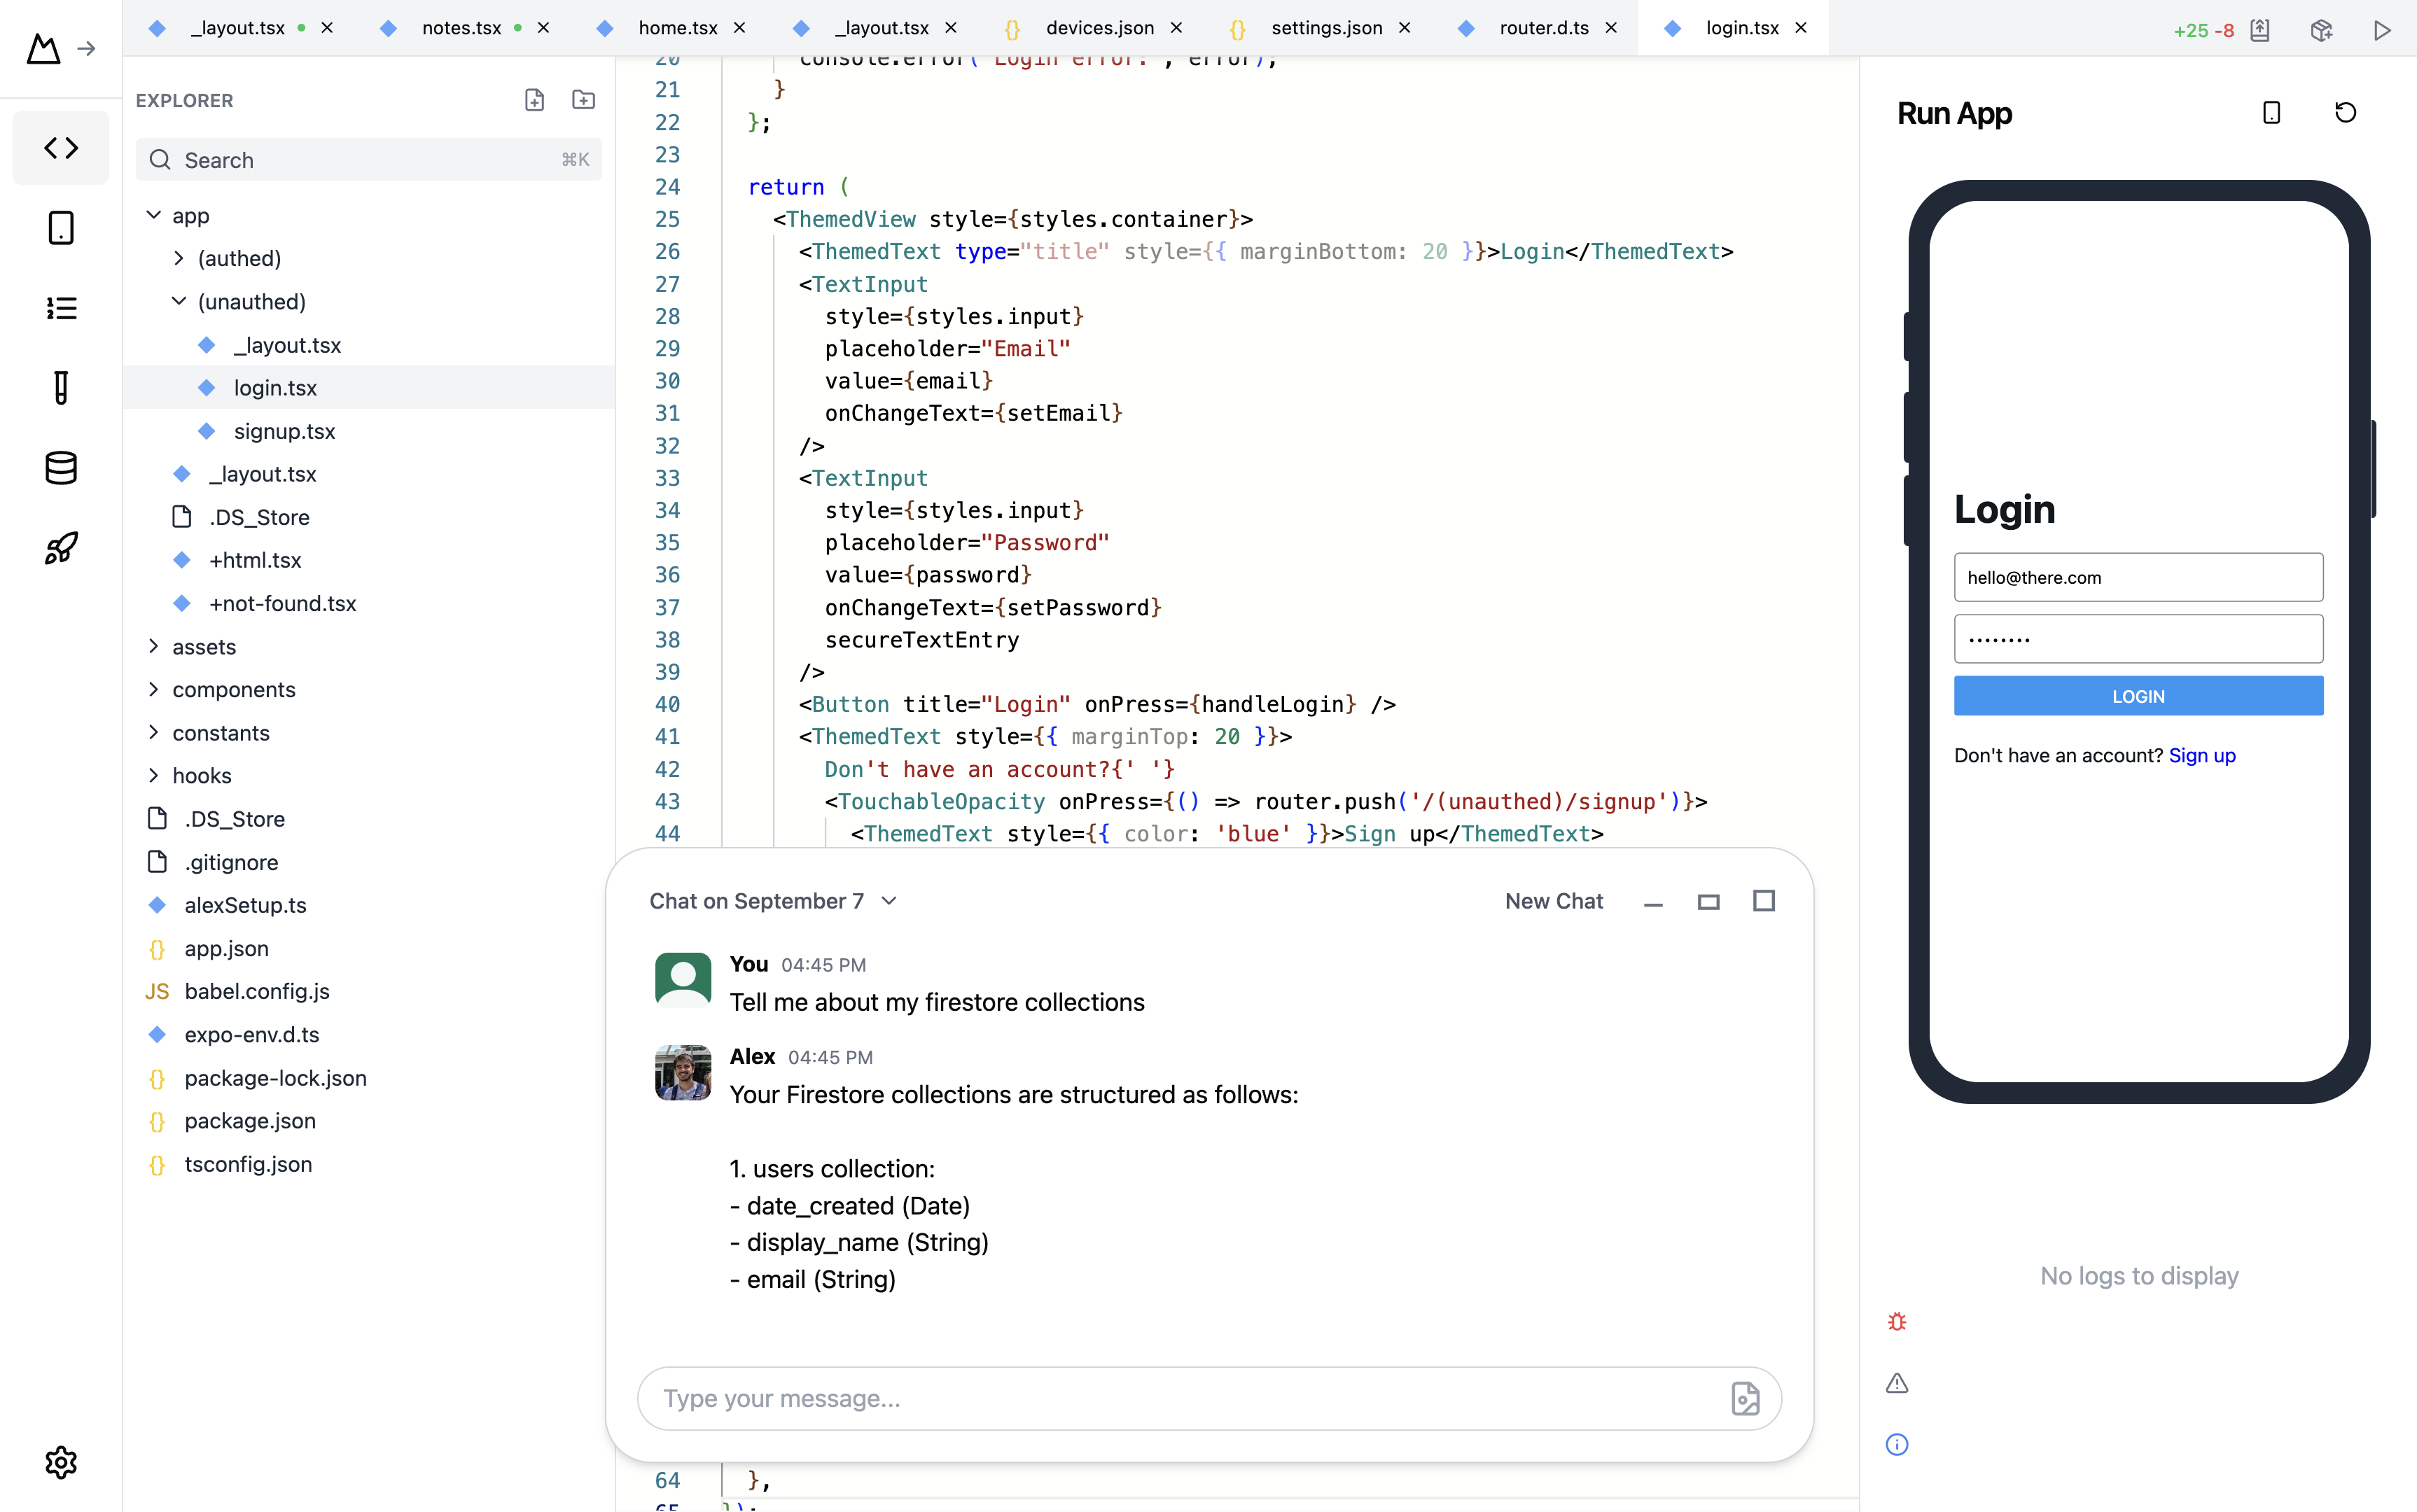 _layout.tsx
notes.tsx
home.tsx
_layout.tsx
{} devices.json
{} settings.json
router.d.ts
login.tsx
+25 -8
EXPLORER
Search ⌘K
app
(authed)
(unauthed)
_layout.tsx
login.tsx
signup.tsx
_layout.tsx
.DS_Store
+html.tsx
+not-found.tsx
assets
components
constants
hooks
.DS_Store
.gitignore
alexSetup.ts
{} app.json
JS babel.config.js
expo-env.d.ts
{} package-lock.json
{} package.json
{} tsconfig.json
20 console.error('Login error:', error);
21 }
22 };
23
24 return (
25 <ThemedView style={styles.container}>
26 <ThemedText type="title" style={{ marginBottom: 20 }}>Login</ThemedText>
27 <TextInput
28 style={styles.input}
29 placeholder="Email"
30 value={email}
31 onChangeText={setEmail}
32 />
33 <TextInput
34 style={styles.input}
35 placeholder="Password"
36 value={password}
37 onChangeText={setPassword}
38 secureTextEntry
39 />
40 <Button title="Login" onPress={handleLogin} />
41 <ThemedText style={{ marginTop: 20 }}>
42 Don't have an account?{' '}
43 <TouchableOpacity onPress={() => router.push('/(unauthed)/signup')}>
44 <ThemedText style={{ color: 'blue' }}>Sign up</ThemedText>
Chat on September 7
New Chat
You 04:45 PM
Tell me about my firestore collections
Alex 04:45 PM
Your Firestore collections are structured as follows:
1. users collection:
- date_created (Date)
- display_name (String)
- email (String)
Type your message...
64 },
65 });
Run App
Login
hello@there.com
••••••••
LOGIN
Don't have an account? Sign up
No logs to display